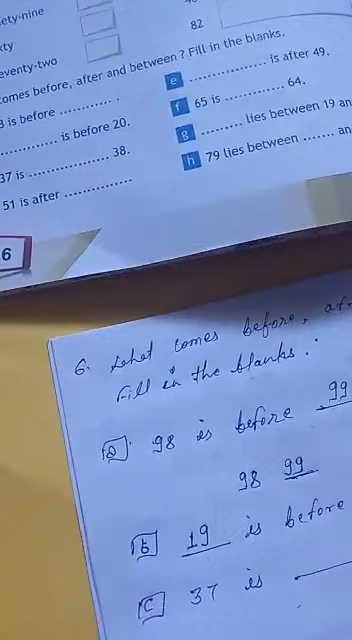 ety-nine
82
ty
eventy-two
omes before, after and between? Fill in the blanks.
8 is before ............ .
............... is before 20.
37 is .................. 38.
51 is after ...............
e ................. is after 49.
f 65 is ............. 64.
g ......... lies between 19 an
h 79 lies between ....... an
6
6. What comes before, aft
Fill in the blanks.
a 98 is before 99
98 99
b 19 is before
c 37 is